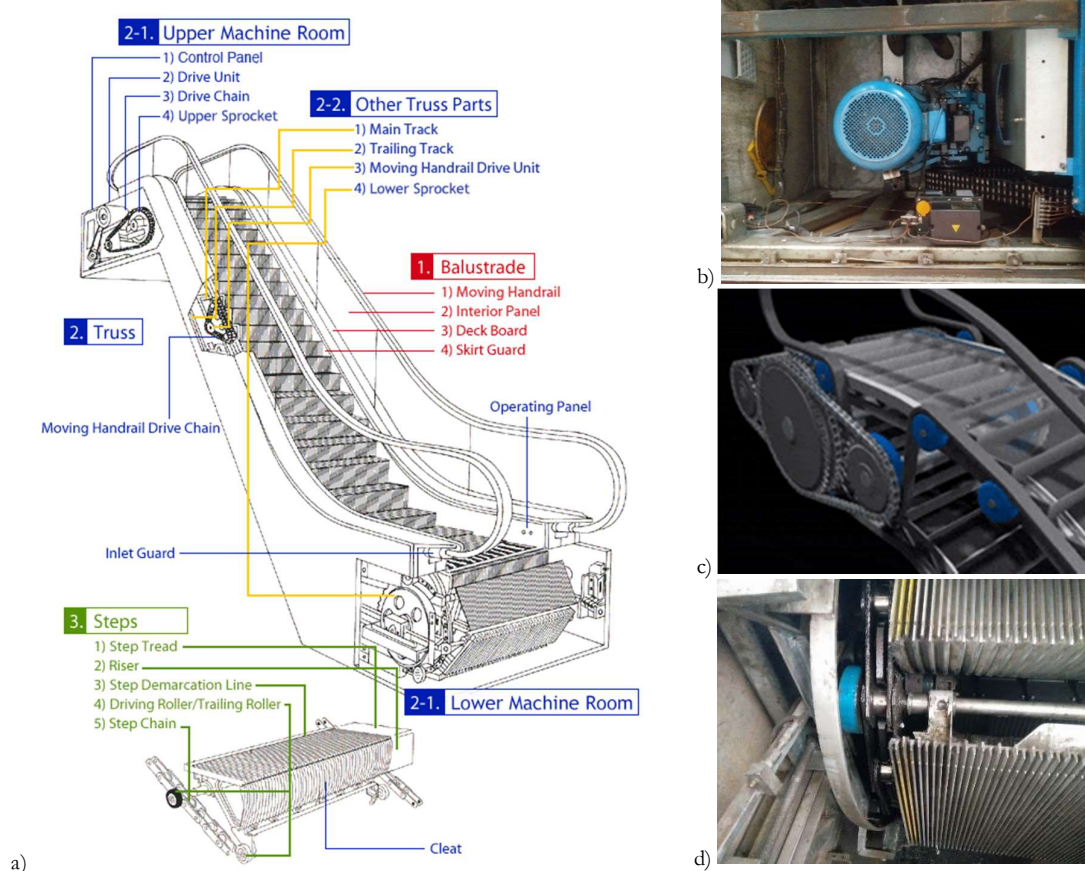 2-1. Upper Machine Room
1) Control Panel
2) Drive Unit
3) Drive Chain
4) Upper Sprocket
2-2. Other Truss Parts
1) Main Track
2) Trailing Track
3) Moving Handrail Drive Unit
4) Lower Sprocket
1. Balustrade
1) Moving Handrail
2) Interior Panel
3) Deck Board
4) Skirt Guard
2. Truss
Moving Handrail Drive Chain
Operating Panel
Inlet Guard
3. Steps
1) Step Tread
2) Riser
3) Step Demarcation Line
4) Driving Roller/Trailing Roller
5) Step Chain
2-1. Lower Machine Room
Cleat
a)
b)
c)
d)